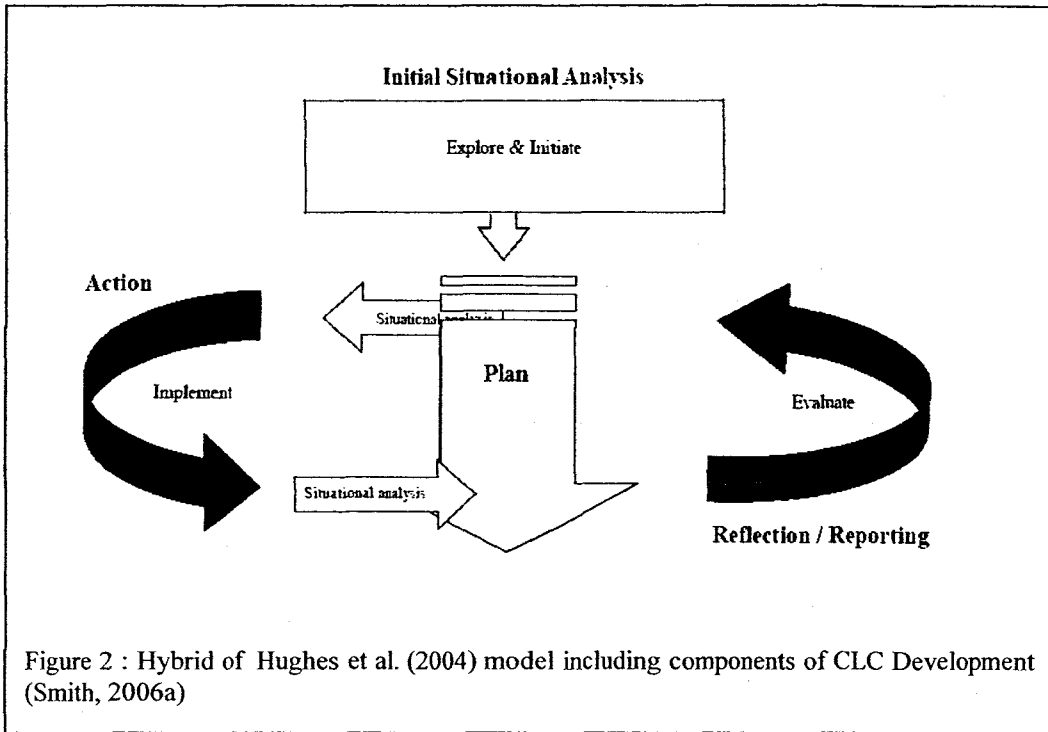 Initial Situational Analysis
Explore & Initiate
Action
Situational analysis
Plan
Implement
Evaluate
Situational analysis
Reflection / Reporting
Figure 2 : Hybrid of Hughes et al. (2004) model including components of CLC Development
(Smith, 2006a)